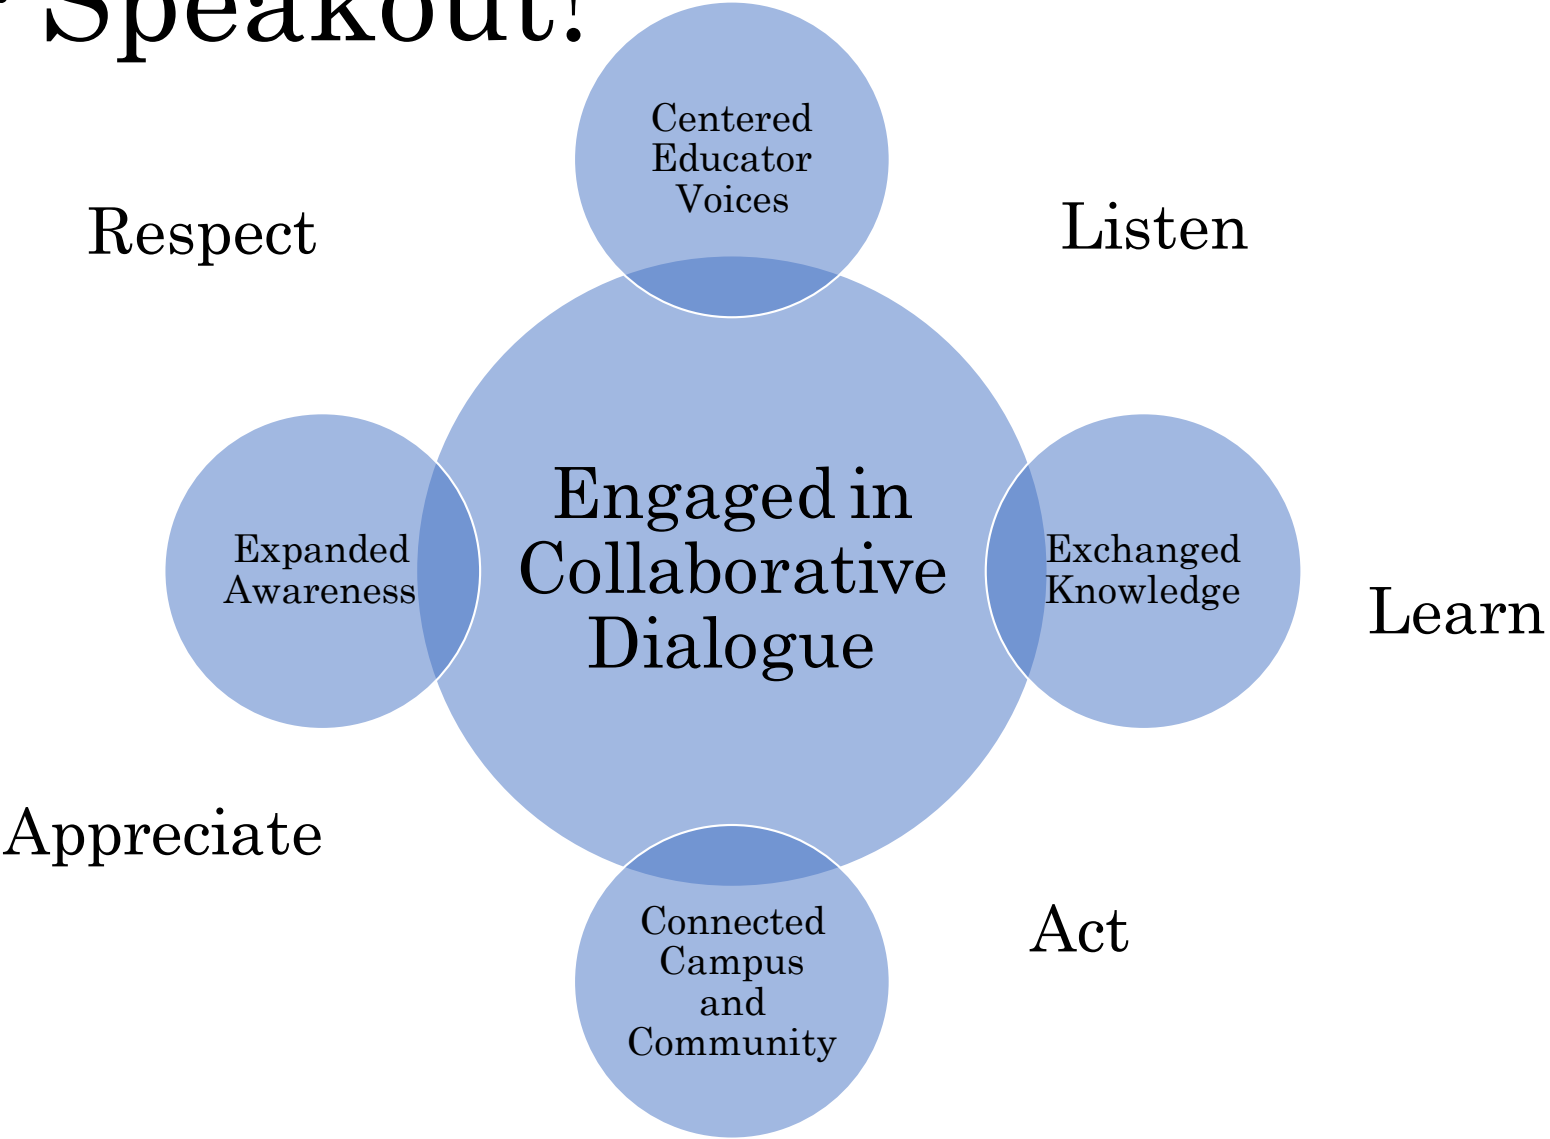 Speakout!
Centered
Educator
Voices
Respect
Listen
Engaged in
Collaborative
Dialogue
Expanded
Awareness
Exchanged
Knowledge
Learn
Appreciate
Connected
Campus
and
Community
Act